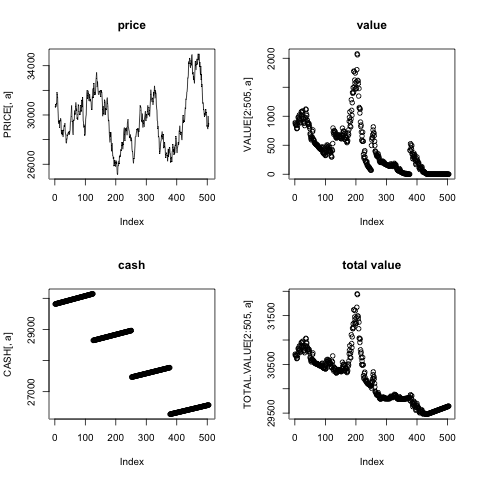 price
PRICE[, a]
26000 30000 34000
0 100 200 300 400 500
Index
value
VALUE[2:505, a]
0 500 1000 2000
0 100 200 300 400 500
Index
cash
CASH[, a]
27000 29000
0 100 200 300 400 500
Index
total value
TOTAL.VALUE[2:505, a]
29500 30500 31500
0 100 200 300 400 500
Index